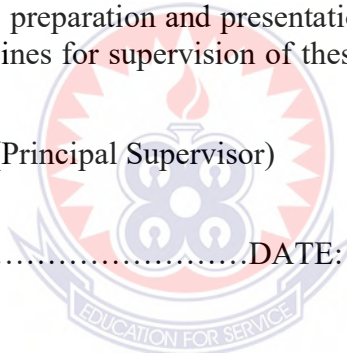 preparation and presentatio
ines for supervision of thes
Principal Supervisor)
........................DATE:
EDUCATION FOR SERVICE